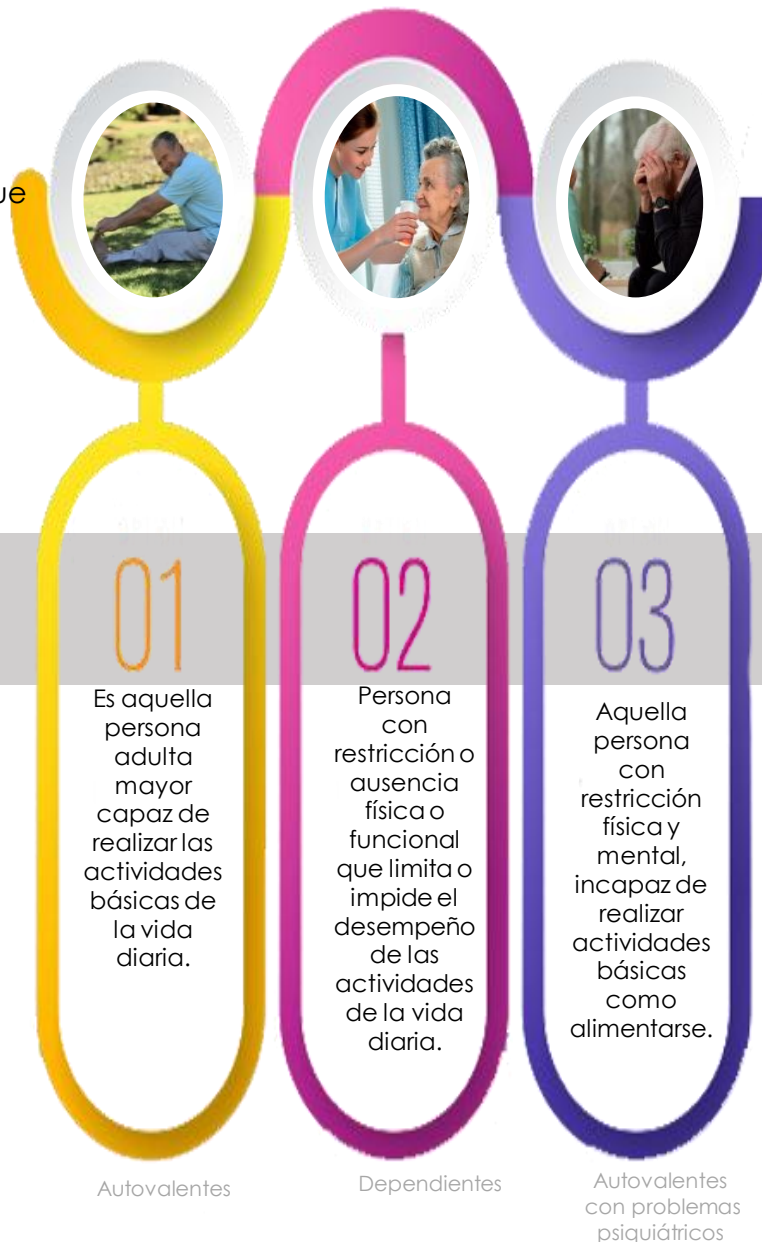 ue
01
Es aquella
persona
adulta
mayor
capaz de
realizar las
actividades
básicas de
la vida
diaria.
Autovalentes
02
Persona
con
restricción o
ausencia
física o
funcional
que limita o
impide el
desempeño
de las
actividades
de la vida
diaria.
Dependientes
03
Aquella
persona
con
restricción
física y
mental,
incapaz de
realizar
actividades
básicas
como
alimentarse.
Autovalentes
con problemas
psiquiátricos